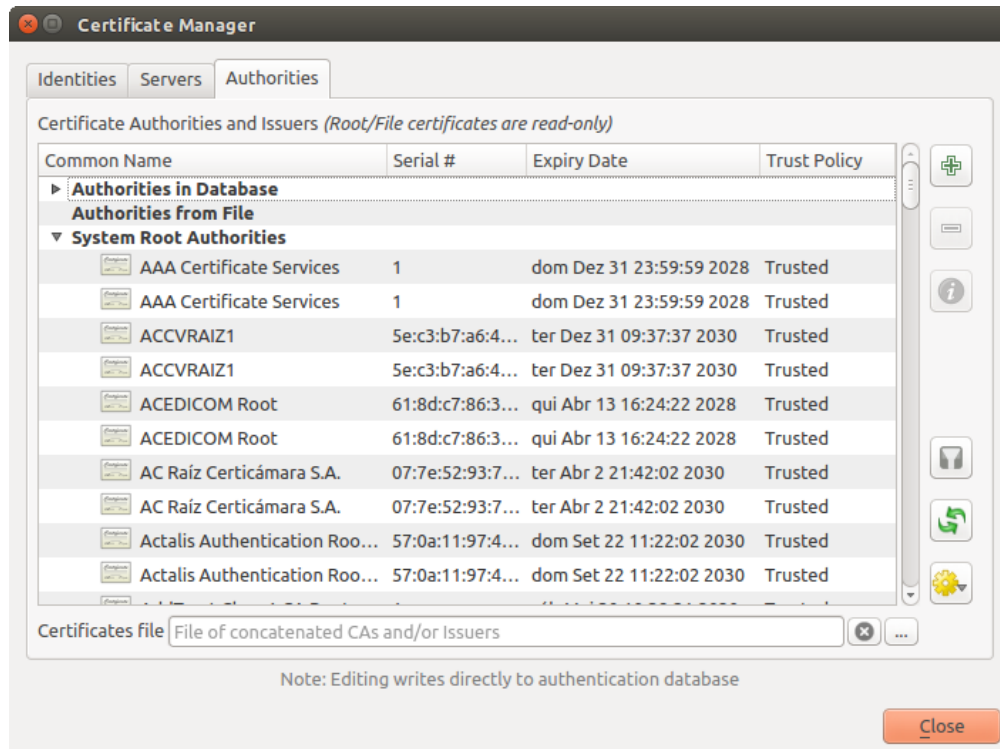 Certificate Manager
Identities Servers Authorities
Certificate Authorities and Issuers (Root/File certificates are read-only)
Common Name Serial # Expiry Date Trust Policy
Authorities in Database
Authorities from File
System Root Authorities
AAA Certificate Services 1 dom Dez 31 23:59:59 2028 Trusted
AAA Certificate Services 1 dom Dez 31 23:59:59 2028 Trusted
ACCVRAIZ1 5e:c3:b7:a6:4... ter Dez 31 09:37:37 2030 Trusted
ACCVRAIZ1 5e:c3:b7:a6:4... ter Dez 31 09:37:37 2030 Trusted
ACEDICOM Root 61:8d:c7:86:3... qui Abr 13 16:24:22 2028 Trusted
ACEDICOM Root 61:8d:c7:86:3... qui Abr 13 16:24:22 2028 Trusted
AC Raíz Certicámara S.A. 07:7e:52:93:7... ter Abr 2 21:42:02 2030 Trusted
AC Raíz Certicámara S.A. 07:7e:52:93:7... ter Abr 2 21:42:02 2030 Trusted
Actalis Authentication Roo... 57:0a:11:97:4... dom Set 22 11:22:02 2030 Trusted
Actalis Authentication Roo... 57:0a:11:97:4... dom Set 22 11:22:02 2030 Trusted
Certificates file File of concatenated CAs and/or Issuers ...
Note: Editing writes directly to authentication database
Close